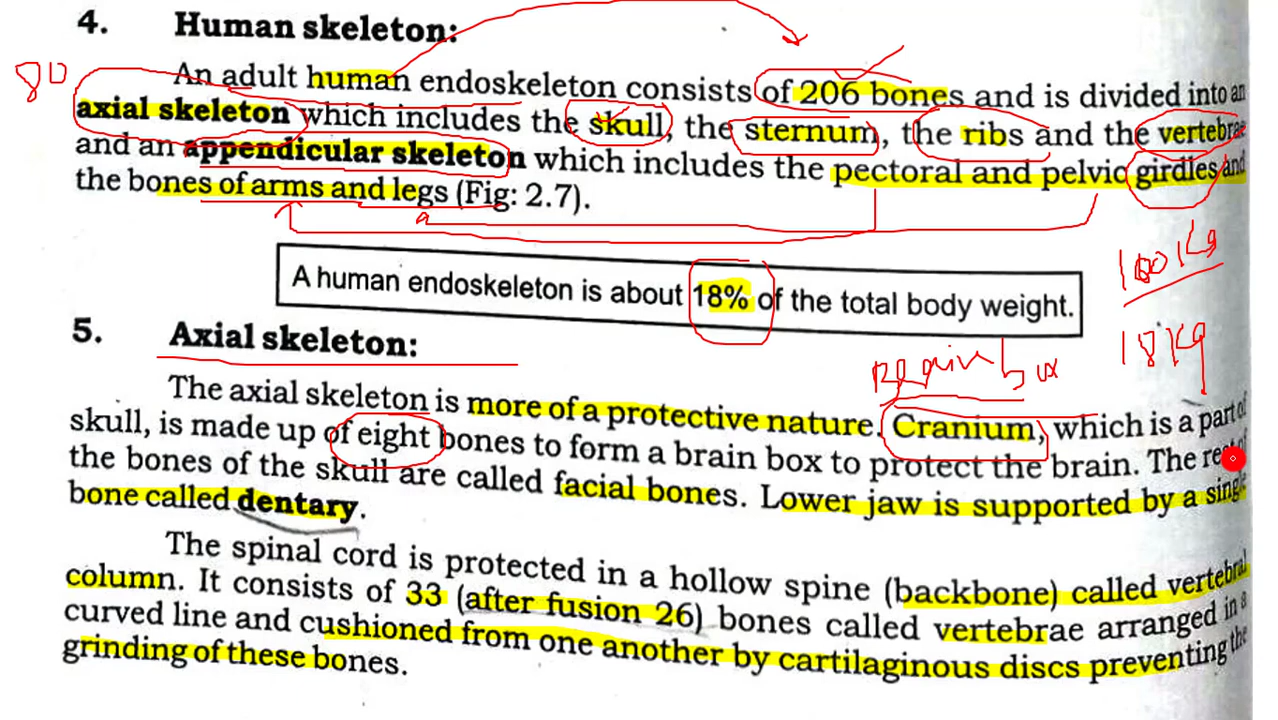 4. Human skeleton:
80
An adult human endoskeleton consists of 206 bones and is divided into an
axial skeleton which includes the skull, the sternum, the ribs and the vertebrae
and an appendicular skeleton which includes the pectoral and pelvic girdles and
the bones of arms and legs (Fig: 2.7).
100 Kg
A human endoskeleton is about 18% of the total body weight.
18 Kg
5. Axial skeleton:
box
The axial skeleton is more of a protective nature. Cranium, which is a part of
skull, is made up of eight bones to form a brain box to protect the brain. The rest of
the bones of the skull are called facial bones. Lower jaw is supported by a single
bone called dentary.
The spinal cord is protected in a hollow spine (backbone) called vertebral
column. It consists of 33 (after fusion 26) bones called vertebrae arranged in a
curved line and cushioned from one another by cartilaginous discs preventing the
grinding of these bones.